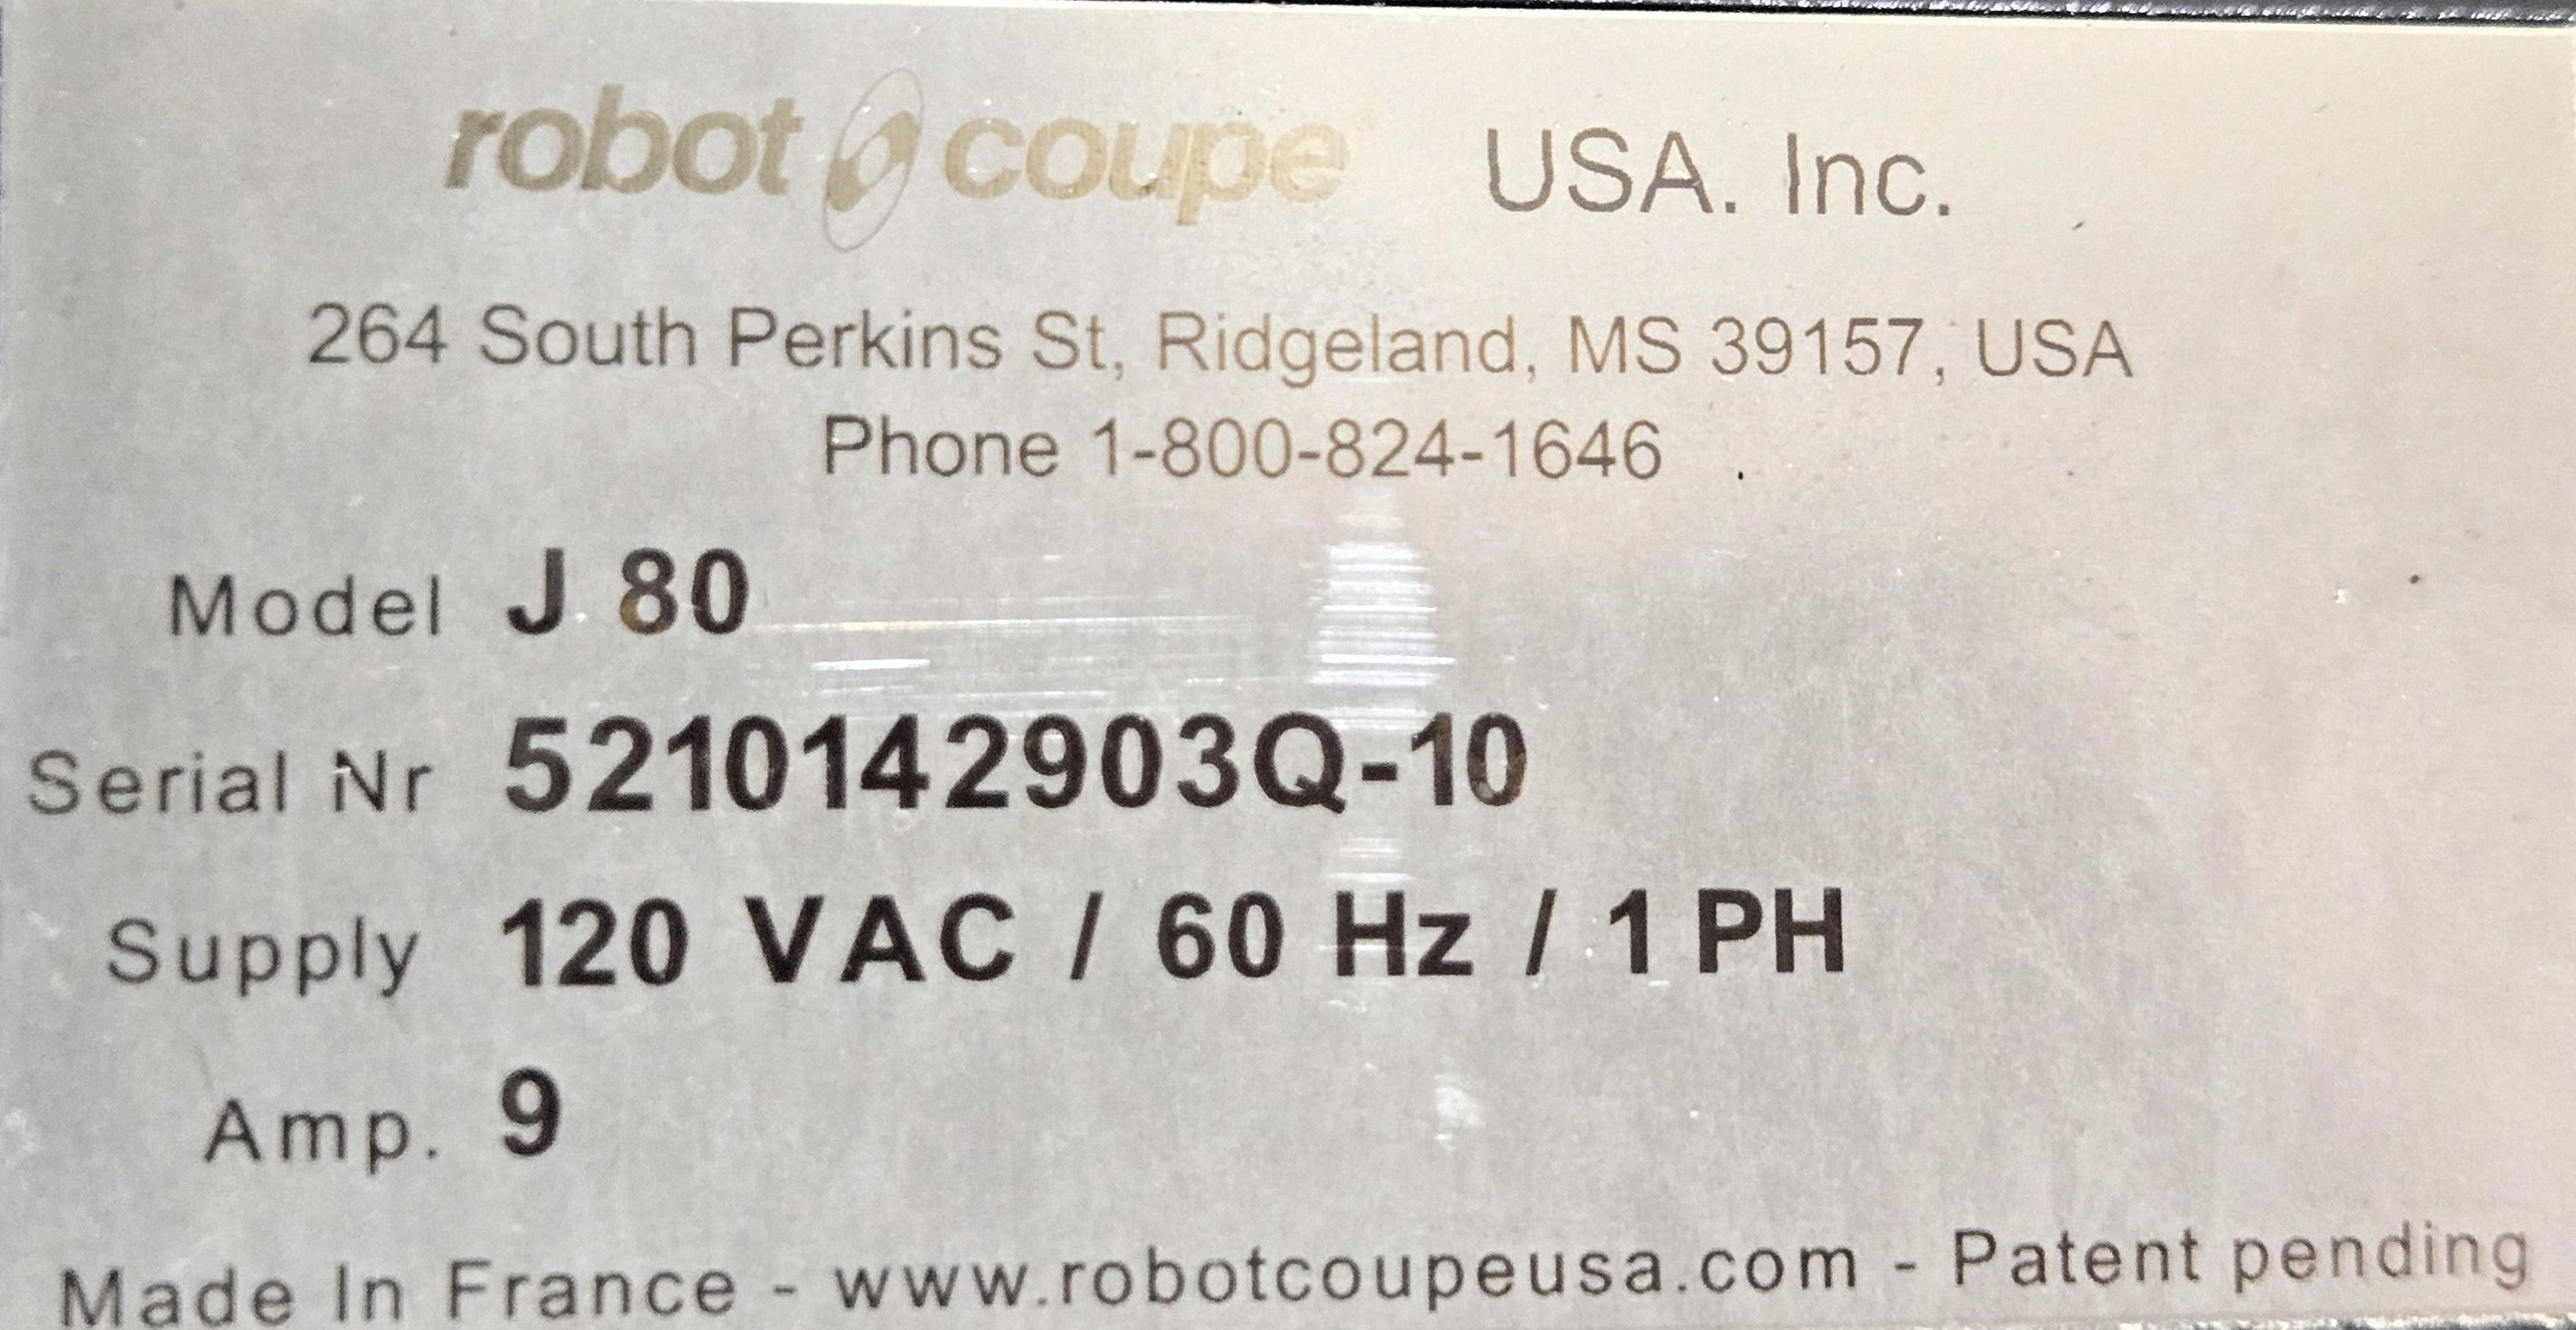 robot coupe USA. Inc.
264 South Perkins St, Ridgeland, MS 39157, USA
Phone 1-800-824-1646
Model J 80
Serial Nr 5210142903Q-10
Supply 120 VAC / 60 Hz / 1 PH
Amp. 9
Made In France - www.robotcoupeusa.com - Patent pending